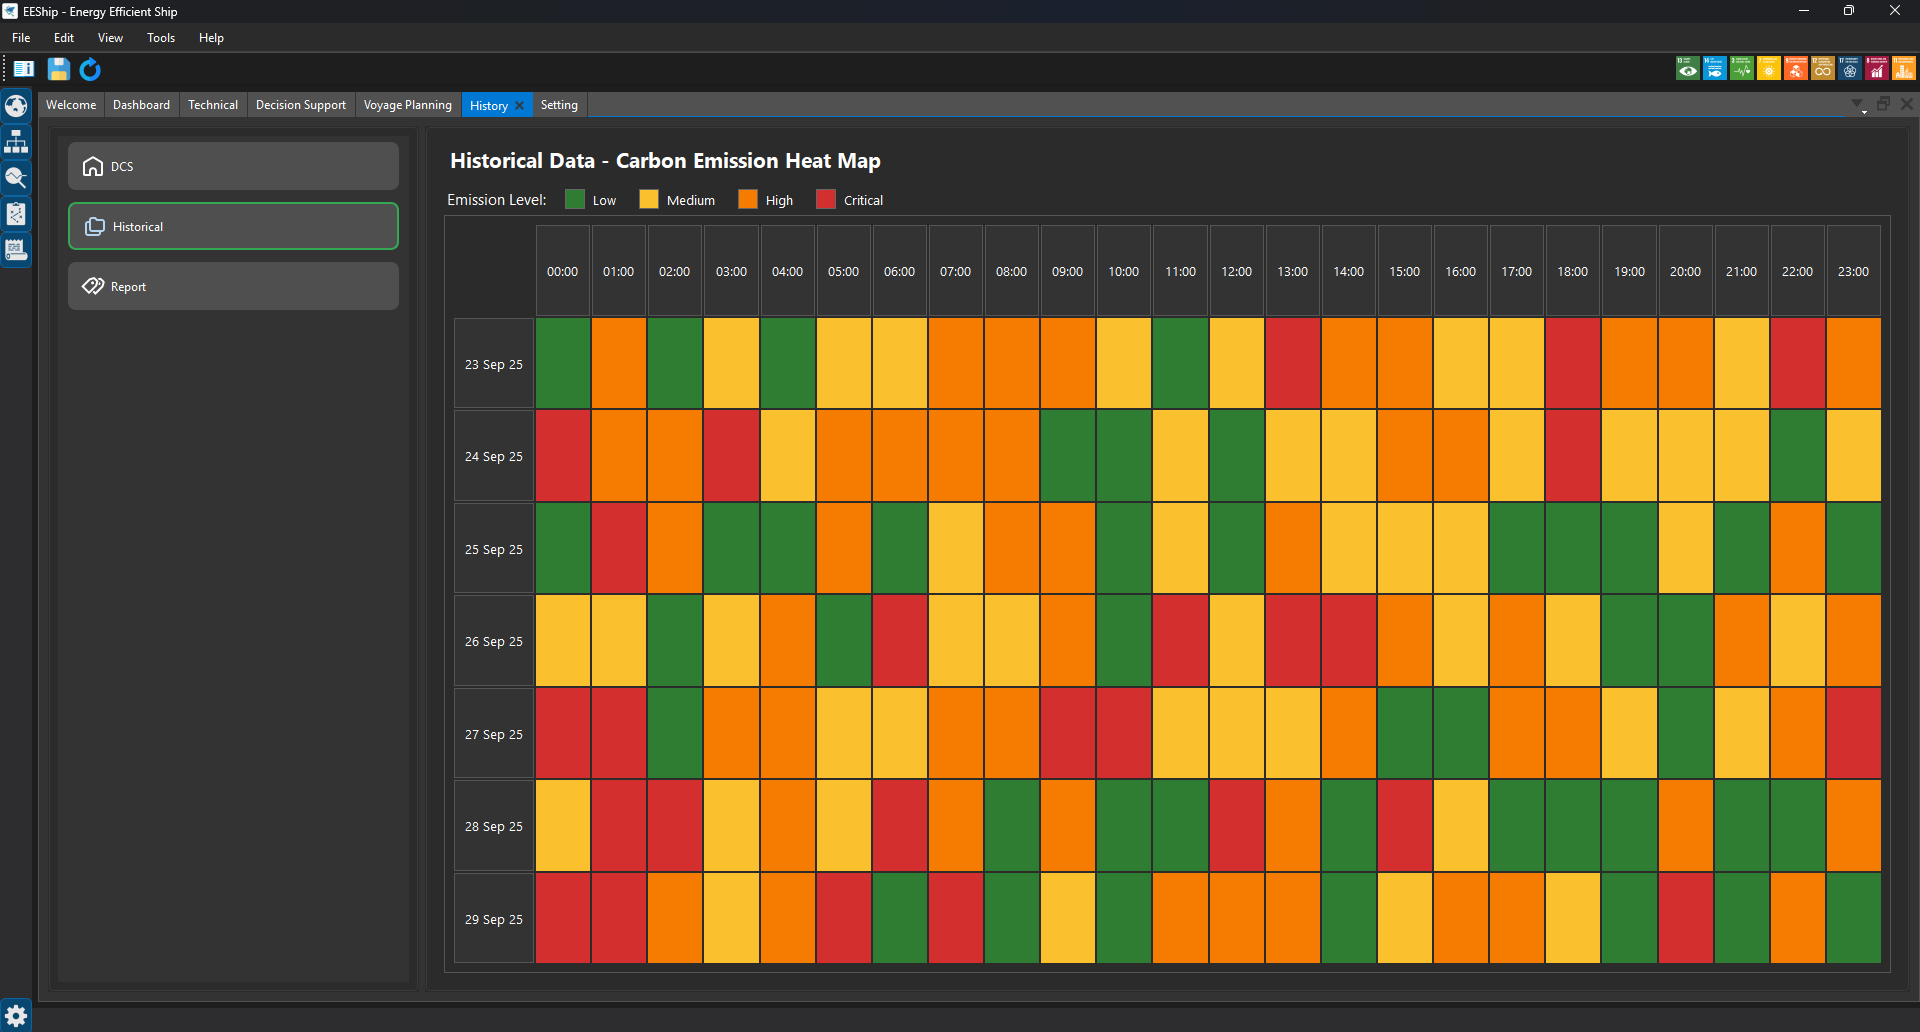 EEShip - Energy Efficient Ship
File Edit View Tools Help
Welcome Dashboard Technical Decision Support Voyage Planning History Setting
DCS
Historical
Report
Historical Data - Carbon Emission Heat Map
Emission Level: Low Medium High Critical
00:00 01:00 02:00 03:00 04:00 05:00 06:00 07:00 08:00 09:00 10:00 11:00 12:00 13:00 14:00 15:00 16:00 17:00 18:00 19:00 20:00 21:00 22:00 23:00
23 Sep 25
24 Sep 25
25 Sep 25
26 Sep 25
27 Sep 25
28 Sep 25
29 Sep 25